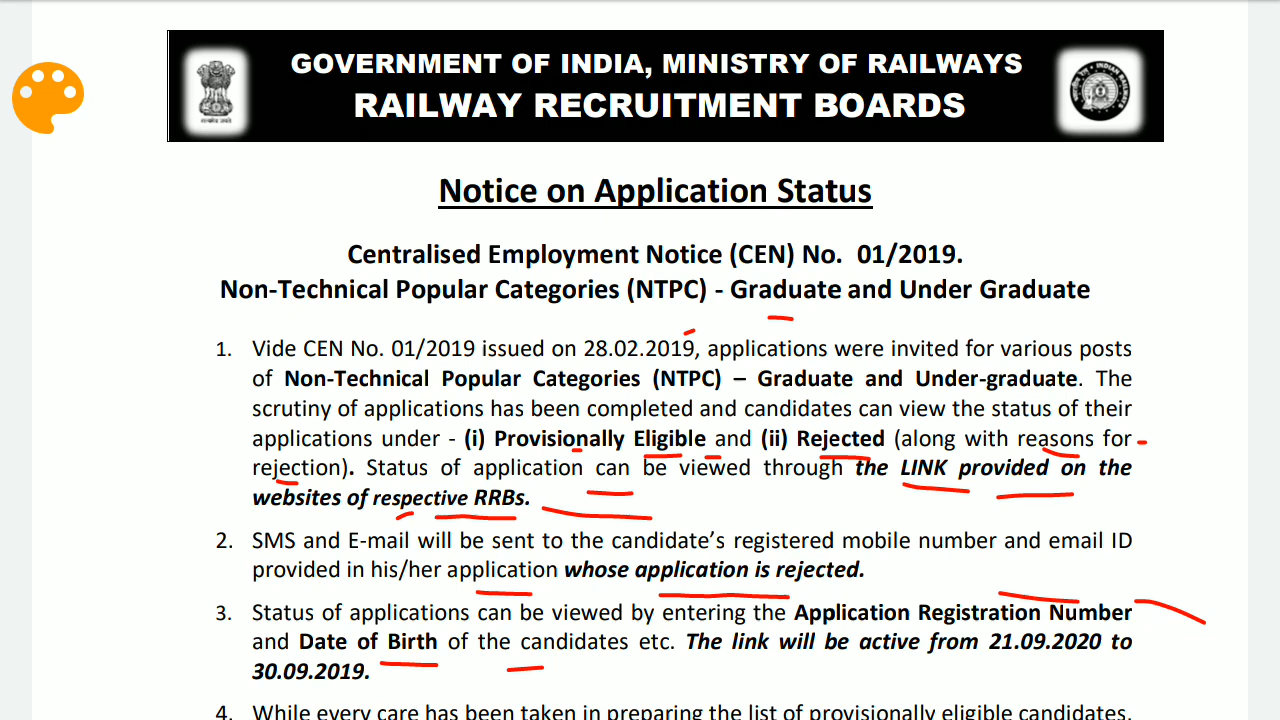 GOVERNMENT OF INDIA, MINISTRY OF RAILWAYS
RAILWAY RECRUITMENT BOARDS
Notice on Application Status
Centralised Employment Notice (CEN) No. 01/2019.
Non-Technical Popular Categories (NTPC) - Graduate and Under Graduate
1. Vide CEN No. 01/2019 issued on 28.02.2019, applications were invited for various posts
of Non-Technical Popular Categories (NTPC) – Graduate and Under-graduate. The
scrutiny of applications has been completed and candidates can view the status of their
applications under - (i) Provisionally Eligible and (ii) Rejected (along with reasons for
rejection). Status of application can be viewed through the LINK provided on the
websites of respective RRBs.
2. SMS and E-mail will be sent to the candidate’s registered mobile number and email ID
provided in his/her application whose application is rejected.
3. Status of applications can be viewed by entering the Application Registration Number
and Date of Birth of the candidates etc. The link will be active from 21.09.2020 to
30.09.2019.
4. While every care has been taken in preparing the list of provisionally eligible candidates,